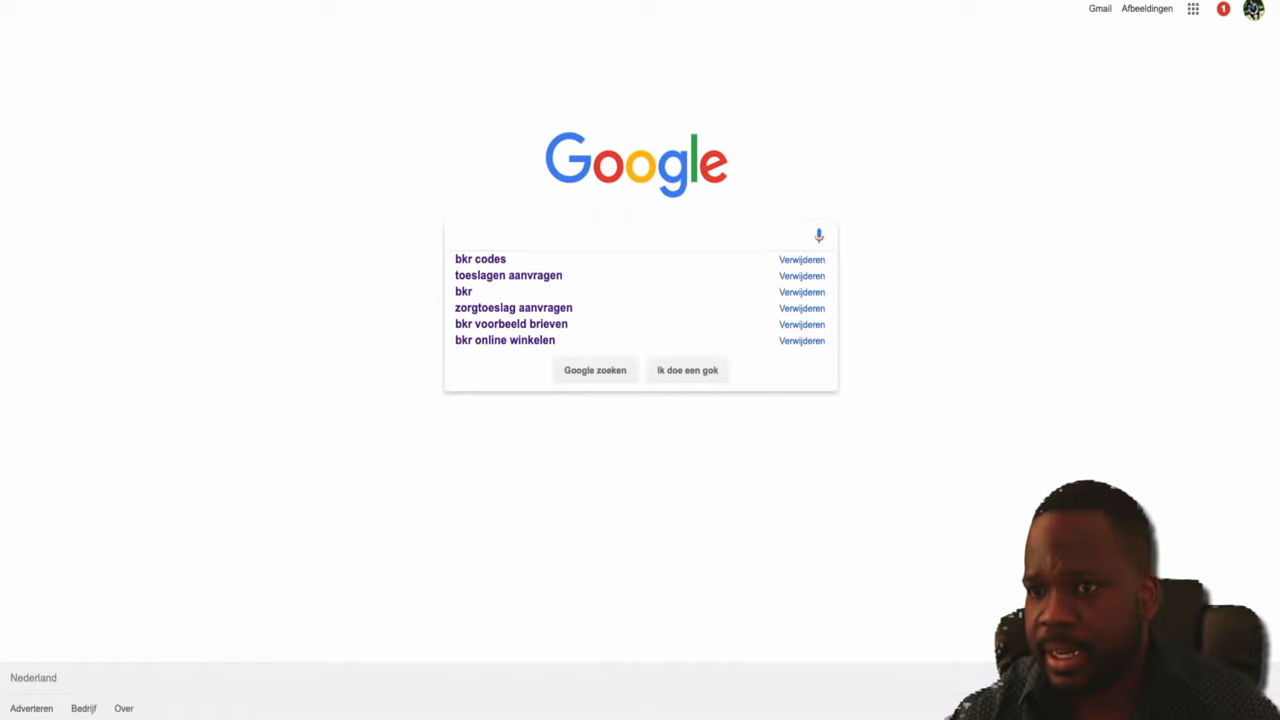 Gmail Afbeeldingen 1
Google
bkr codes Verwijderen
toeslagen aanvragen Verwijderen
bkr Verwijderen
zorgtoeslag aanvragen Verwijderen
bkr voorbeeld brieven Verwijderen
bkr online winkelen Verwijderen
Google zoeken Ik doe een gok
Nederland
Adverteren Bedrijf Over